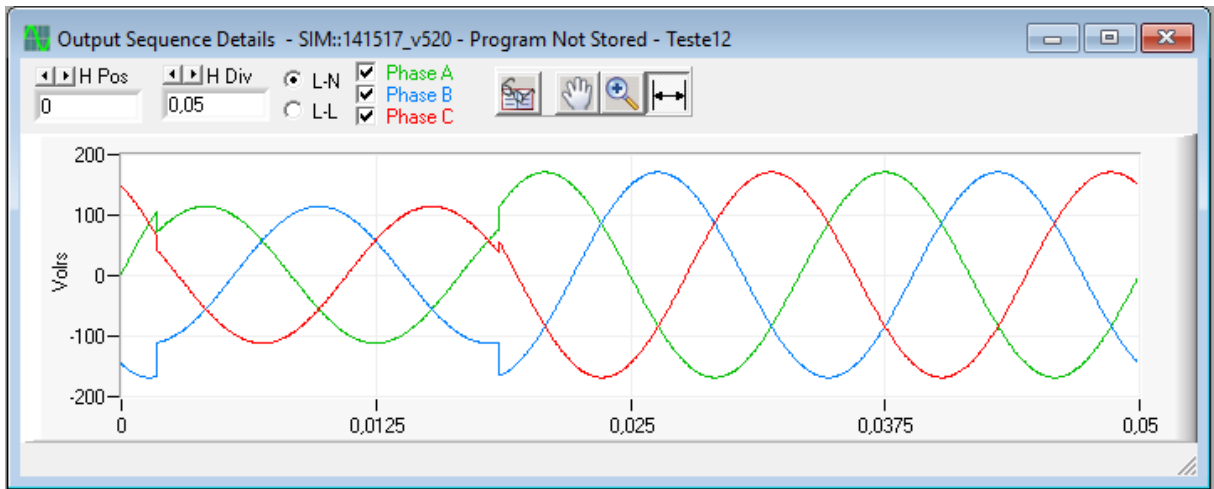 Output Sequence Details - SIM::141517_v520 - Program Not Stored - Teste12
H Pos
H Div
0
0,05
L-N
L-L
Phase A
Phase B
Phase C
200
100
0
-100
-200
Volrs
0
0,0125
0,025
0,0375
0,05